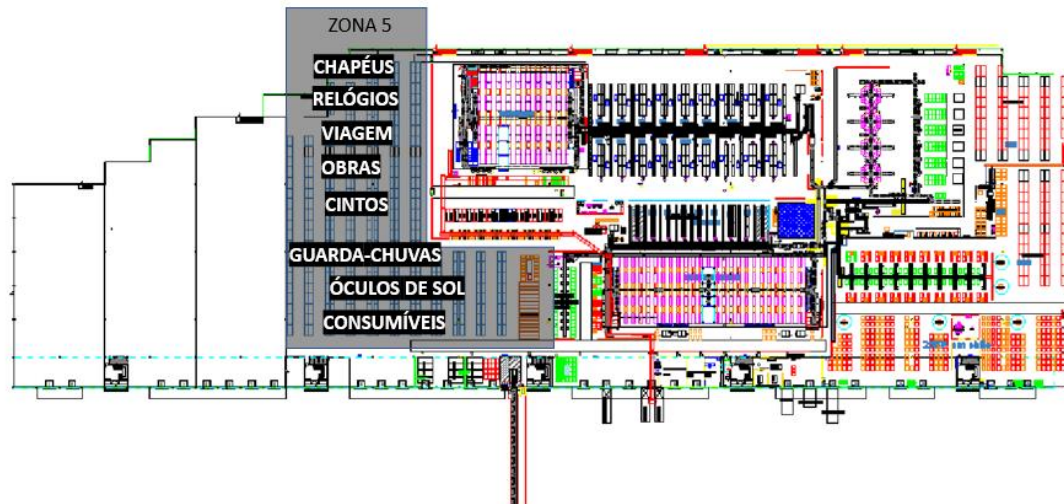 ZONA 5
CHAPÉUS
RELÓGIOS
VIAGEM
OBRAS
CINTOS
GUARDA-CHUVAS
ÓCULOS DE SOL
CONSUMÍVEIS